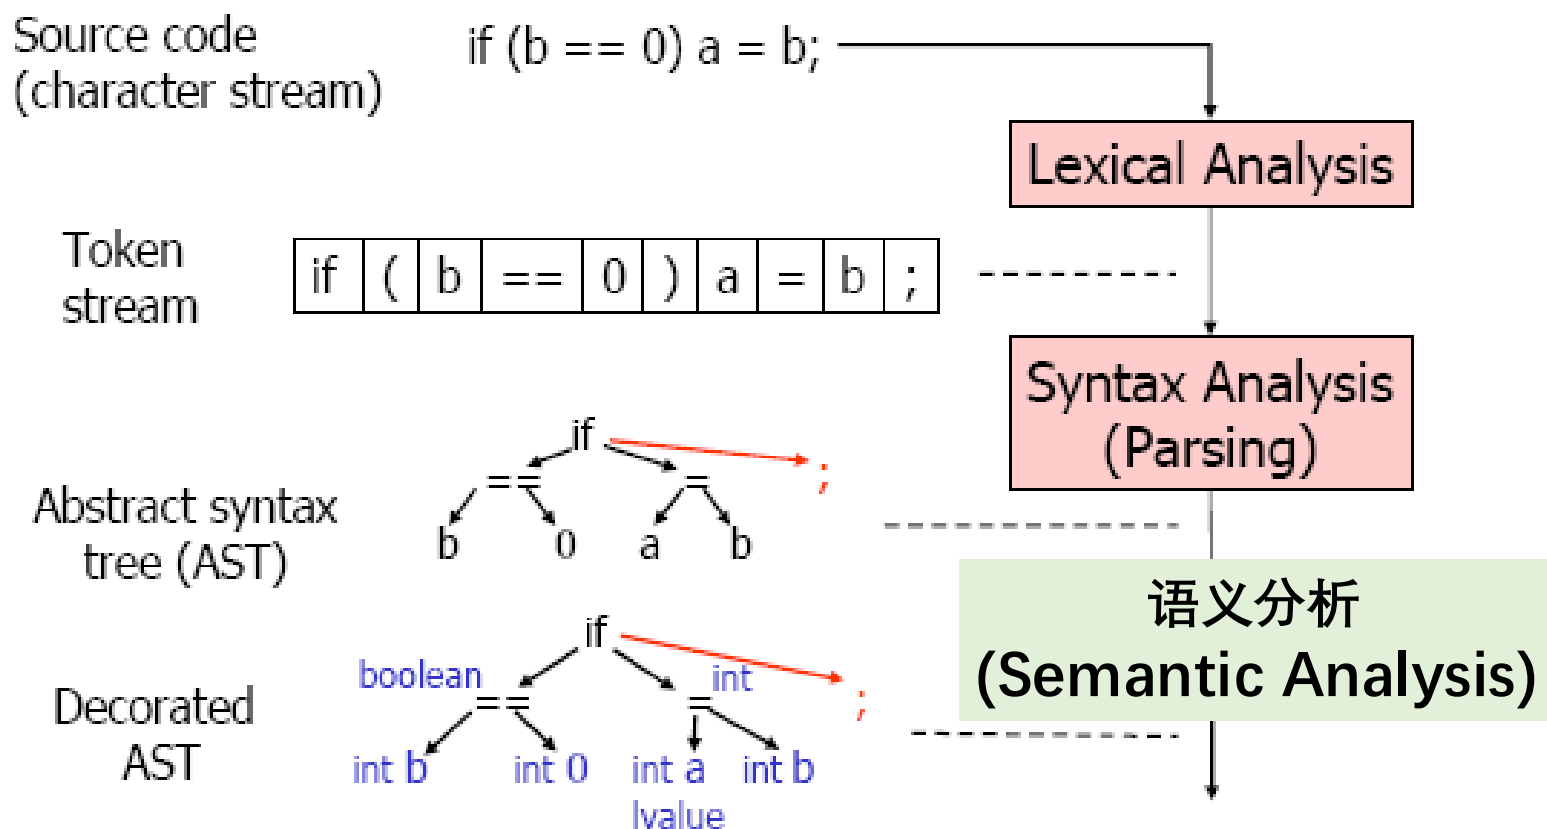 Source code
(character stream)
if (b == 0) a = b;
Lexical Analysis
Token
stream
if ( b == 0 ) a = b ;
Syntax Analysis
(Parsing)
Abstract syntax
tree (AST)
if
;
== =
b 0 a b
语义分析
(Semantic Analysis)
Decorated
AST
if
boolean int
== = ;
int b int 0 int a int b
lvalue